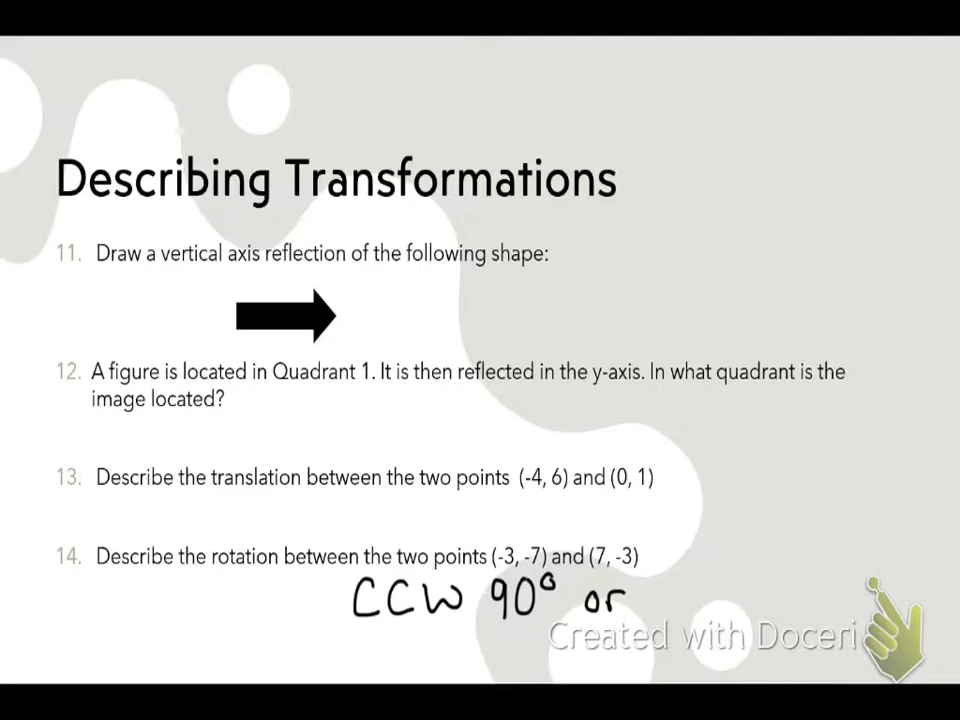 Describing Transformations
11. Draw a vertical axis reflection of the following shape:
12. A figure is located in Quadrant 1. It is then reflected in the y-axis. In what quadrant is the
image located?
13. Describe the translation between the two points (-4, 6) and (0, 1)
14. Describe the rotation between the two points (-3, -7) and (7, -3)
CCW 90° or
Created with Doceri